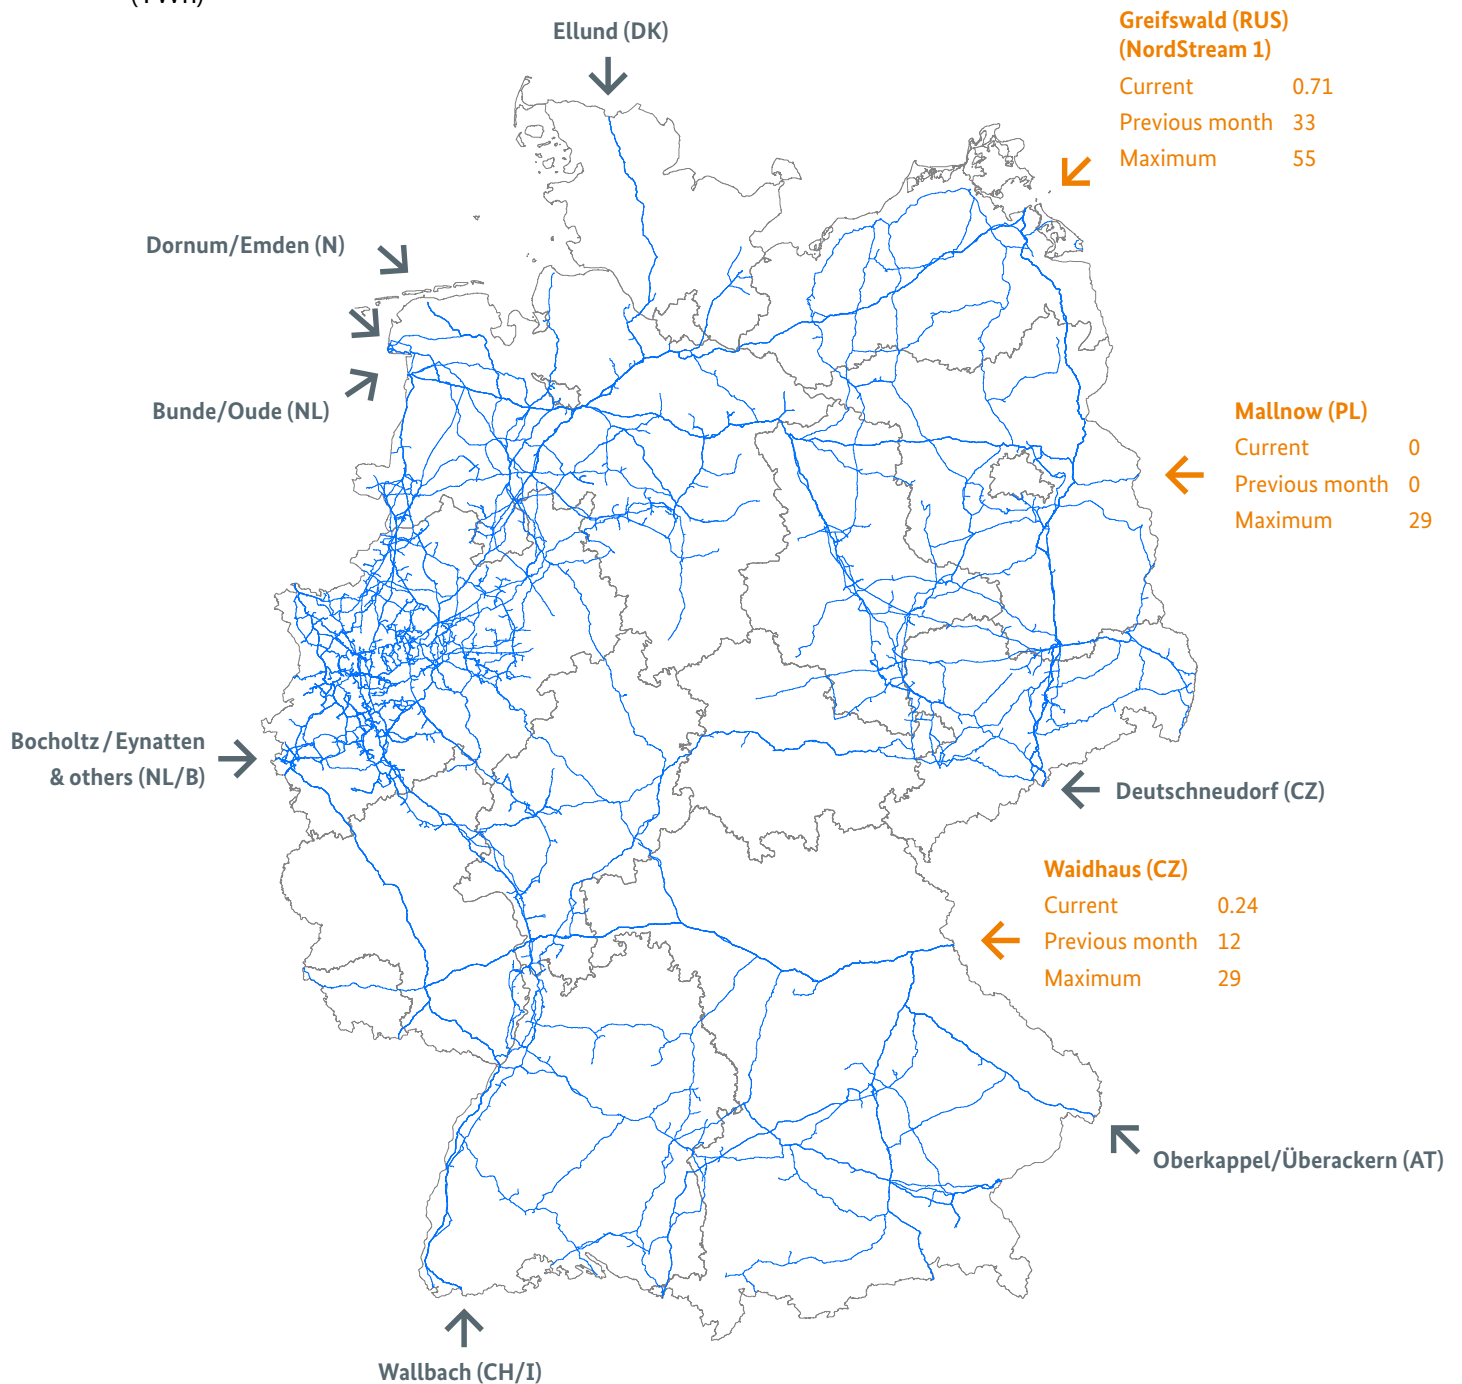 (TWh)
Ellund (DK)
Greifswald (RUS)
(NordStream 1)
Current 0.71
Previous month 33
Maximum 55
Dornum/Emden (N)
Bunde/Oude (NL)
Mallnow (PL)
Current 0
Previous month 0
Maximum 29
Bocholtz / Eynatten
& others (NL/B)
Deutschneudorf (CZ)
Waidhaus (CZ)
Current 0.24
Previous month 12
Maximum 29
Oberkappel/Überackern (AT)
Wallbach (CH/I)